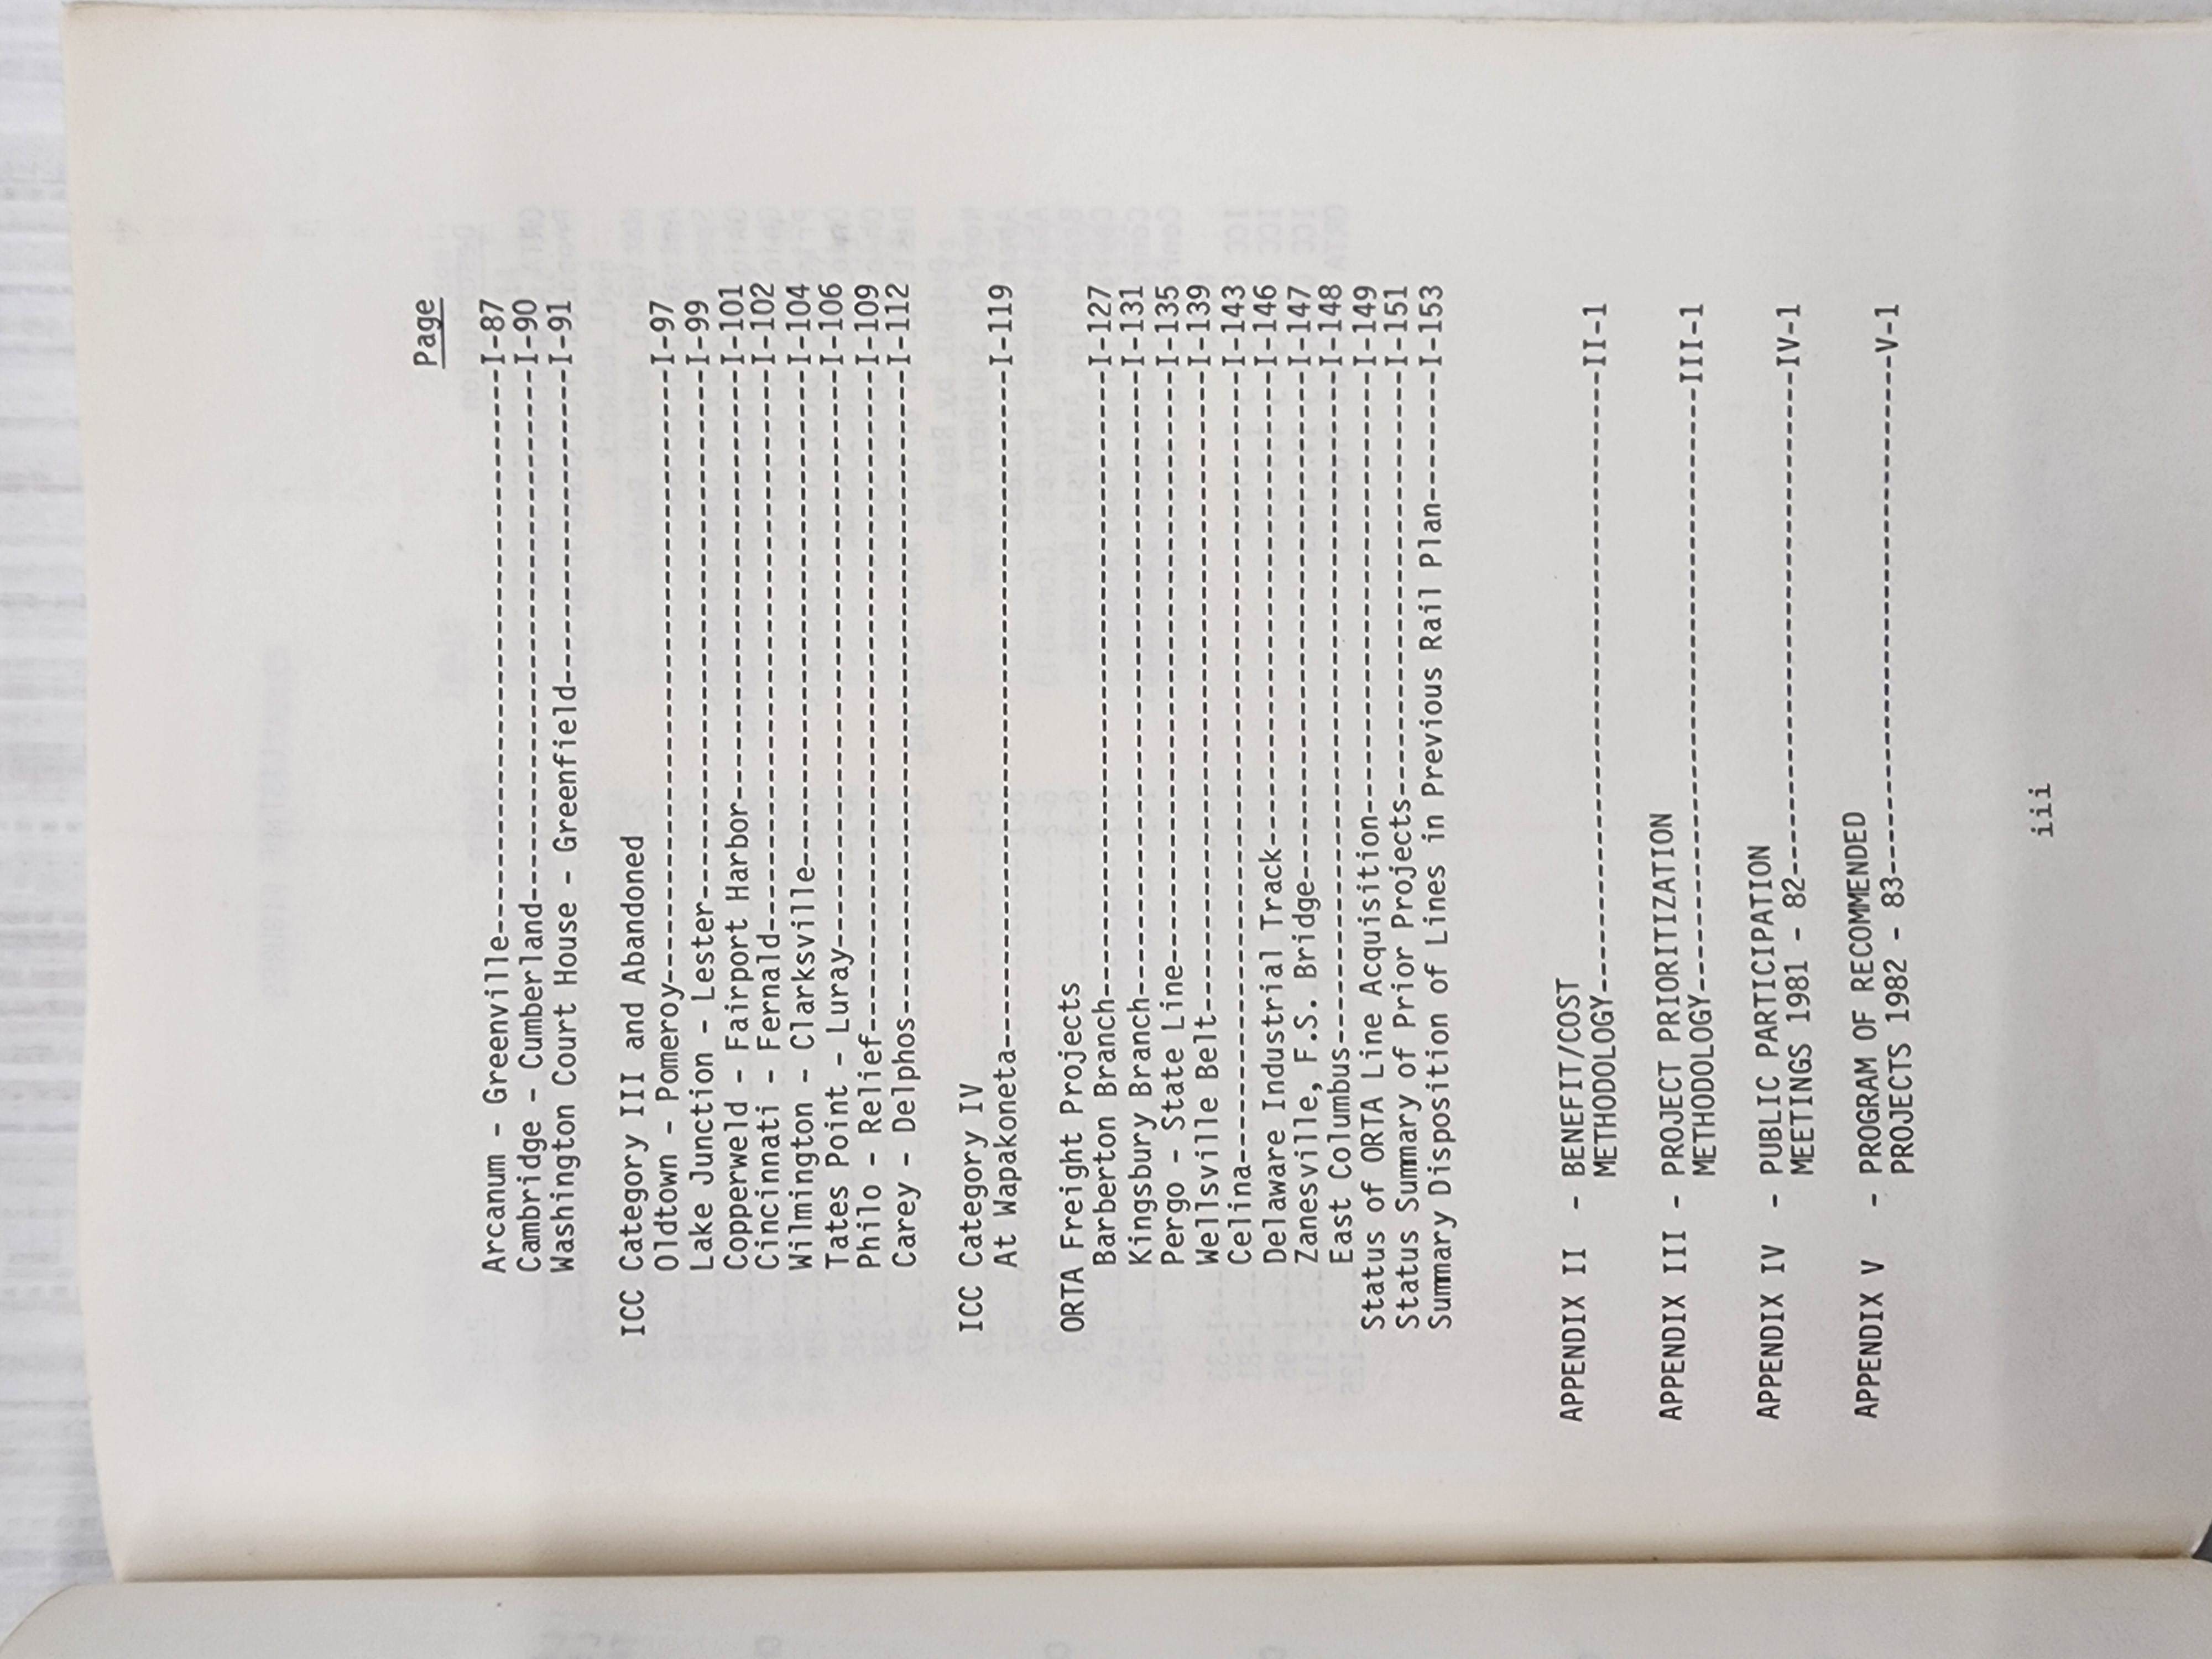 Page
Arcanum - Greenville------------------------------------I-87
Cambridge - Cumberland----------------------------------I-90
Washington Court House - Greenfield---------------------I-91
ICC Category III and Abandoned
Oldtown - Pomeroy---------------------------------------I-97
Lake Junction - Lester----------------------------------I-99
Copperweld - Fairport Harbor----------------------------I-101
Cincinnati - Fernald------------------------------------I-102
Wilmington - Clarksville--------------------------------I-104
Tates Point - Luray-------------------------------------I-106
Philo - Relief------------------------------------------I-109
Carey - Delphos-----------------------------------------I-112
ICC Category IV
At Wapakoneta-------------------------------------------I-119
ORTA Freight Projects
Barberton Branch----------------------------------------I-127
Kingsbury Branch----------------------------------------I-131
Pergo - State Line--------------------------------------I-135
Wellsville Belt-----------------------------------------I-139
Celina--------------------------------------------------I-143
Delaware Industrial Track-------------------------------I-146
Zanesville, F.S. Bridge---------------------------------I-147
East Columbus-------------------------------------------I-148
Status of ORTA Line Acquisition-----------------------------I-149
Status Summary of Prior Projects----------------------------I-151
Summary Disposition of Lines in Previous Rail Plan---------I-153
APPENDIX II - BENEFIT/COST
METHODOLOGY---------------------------------------II-1
APPENDIX III - PROJECT PRIORITIZATION
METHODOLOGY---------------------------------------III-1
APPENDIX IV - PUBLIC PARTICIPATION
MEETINGS 1981 - 82--------------------------------IV-1
APPENDIX V - PROGRAM OF RECOMMENDED
PROJECTS 1982 - 83--------------------------------V-1
iii